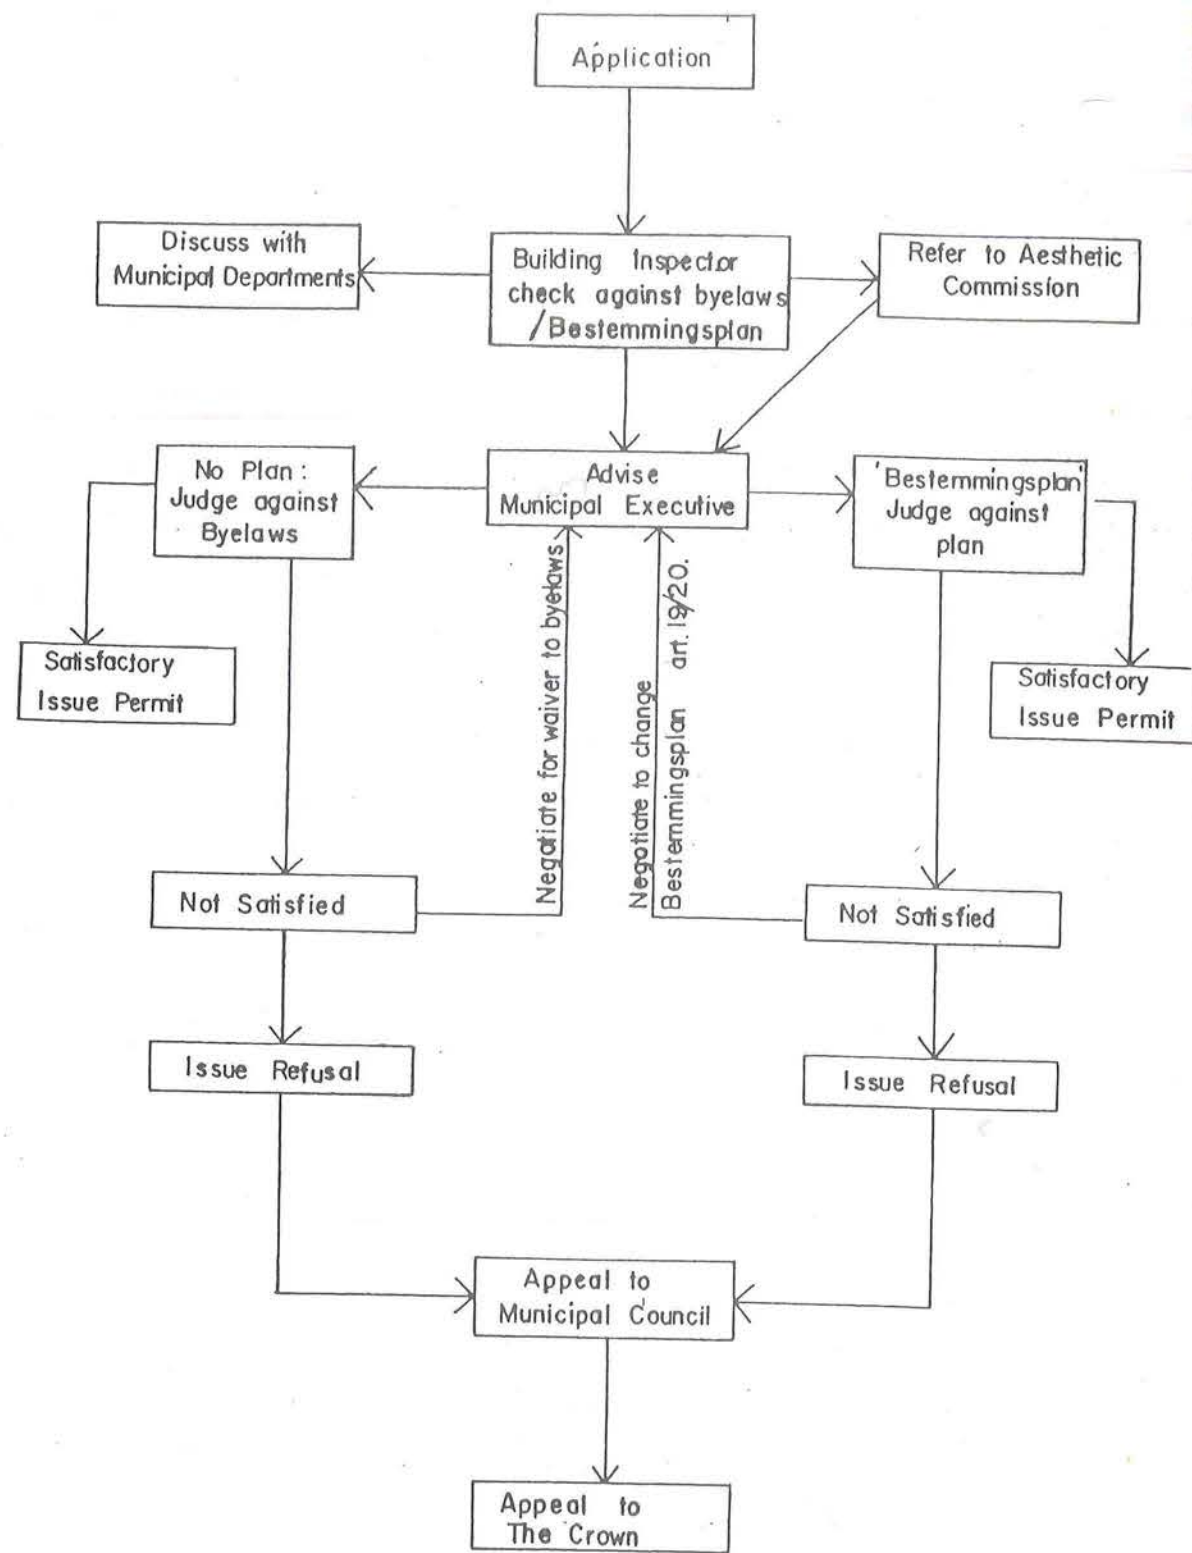 Application
Discuss with
Municipal Departments
Building Inspector
check against byelaws
/Bestemmingsplan
Refer to Aesthetic
Commission
No Plan:
Judge against
Byelaws
Advise
Municipal Executive
'Bestemmingsplan'
Judge against
plan
Satisfactory
Issue Permit
Negotiate for waiver to byelaws
Negotiate to change
Bestemmingsplan art. 19/20.
Satisfactory
Issue Permit
Not Satisfied
Not Satisfied
Issue Refusal
Issue Refusal
Appeal to
Municipal Council
Appeal to
The Crown